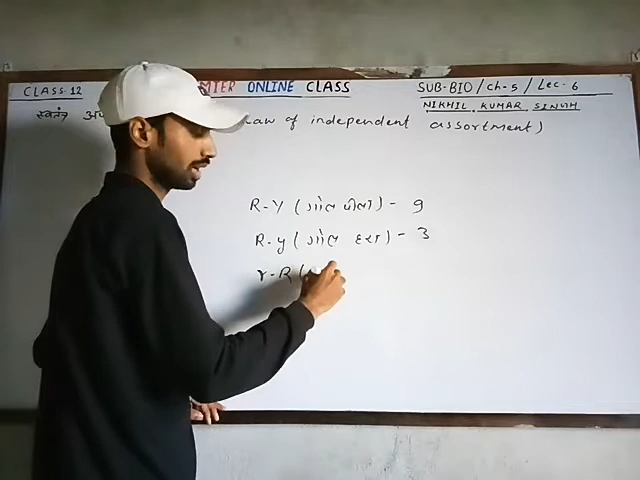 CLASS-12 MIER ONLINE CLASS SUB-BIO/Ch-5/Lec-6
NIKHIL KUMAR SINGH
स्वतंत्र law of independent assortment)
R-Y (गोल पीला) - 9
R-y (गोल हरा) - 3
r-R (